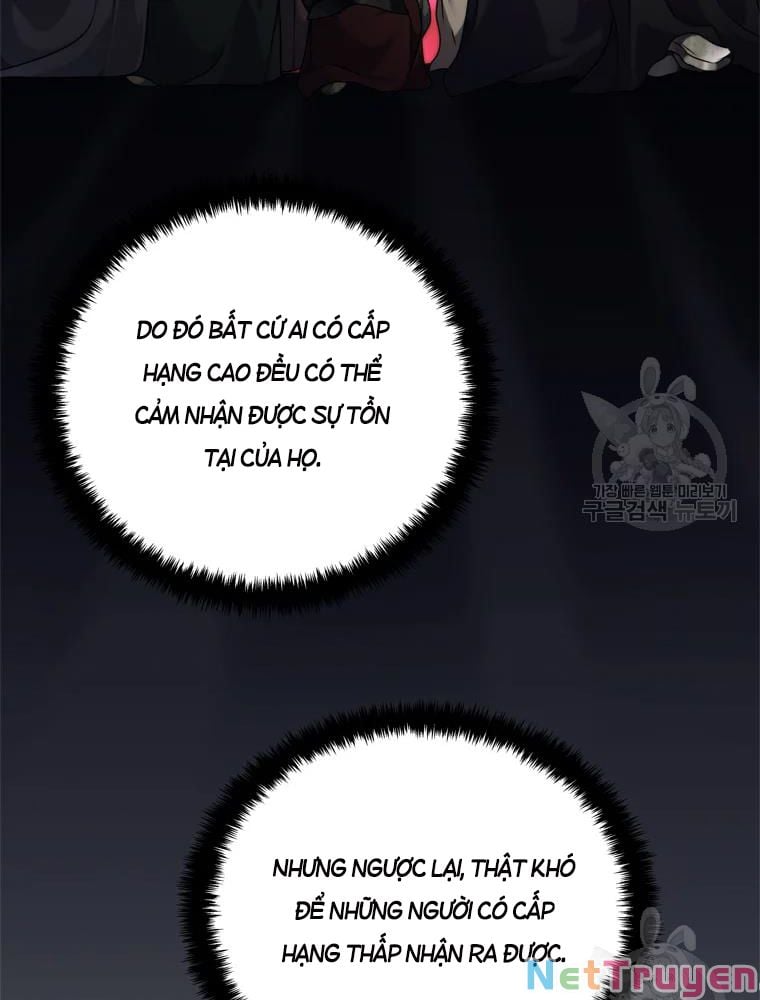 DO ĐÓ BẤT CỨ AI CÓ CẤP
HẠNG CAO ĐỀU CÓ THỂ
CẢM NHẬN ĐƯỢC SỰ TỒN
TẠI CỦA HỌ.
가장 빠른 웹툰 미리보기
구글검색 뉴토끼
NHƯNG NGƯỢC LẠI, THẬT KHÓ
ĐỂ NHỮNG NGƯỜI CÓ CẤP
HẠNG THẤP NHẬN RA ĐƯỢC.
NetTruyen